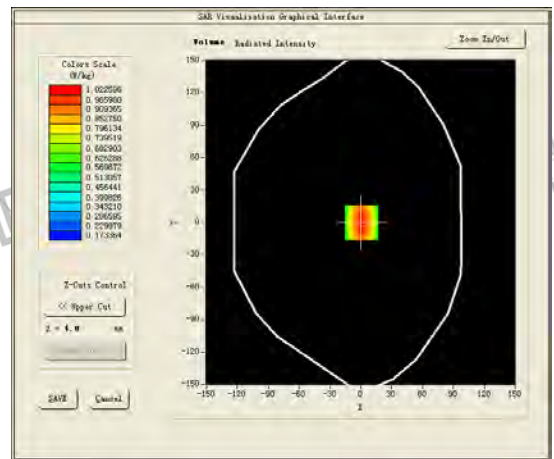 SAR Visualisation Graphical Interface
Volume Radiated Intensity
Zoom In/Out
Colors Scale
(W/kg)
1.022596
0.965980
0.909365
0.852750
0.796134
0.739519
0.682903
0.626288
0.569672
0.513057
0.456441
0.399826
0.343210
0.286595
0.229979
0.173364
150
120
90
60
30
0
-30
-60
-90
-120
-150
Y
-150 -120 -90 -60 -30 0 30 60 90 120 150
X
Z-Cuts Control
<< Upper Cut
Z = 4.0 mm
SAVE
Cancel